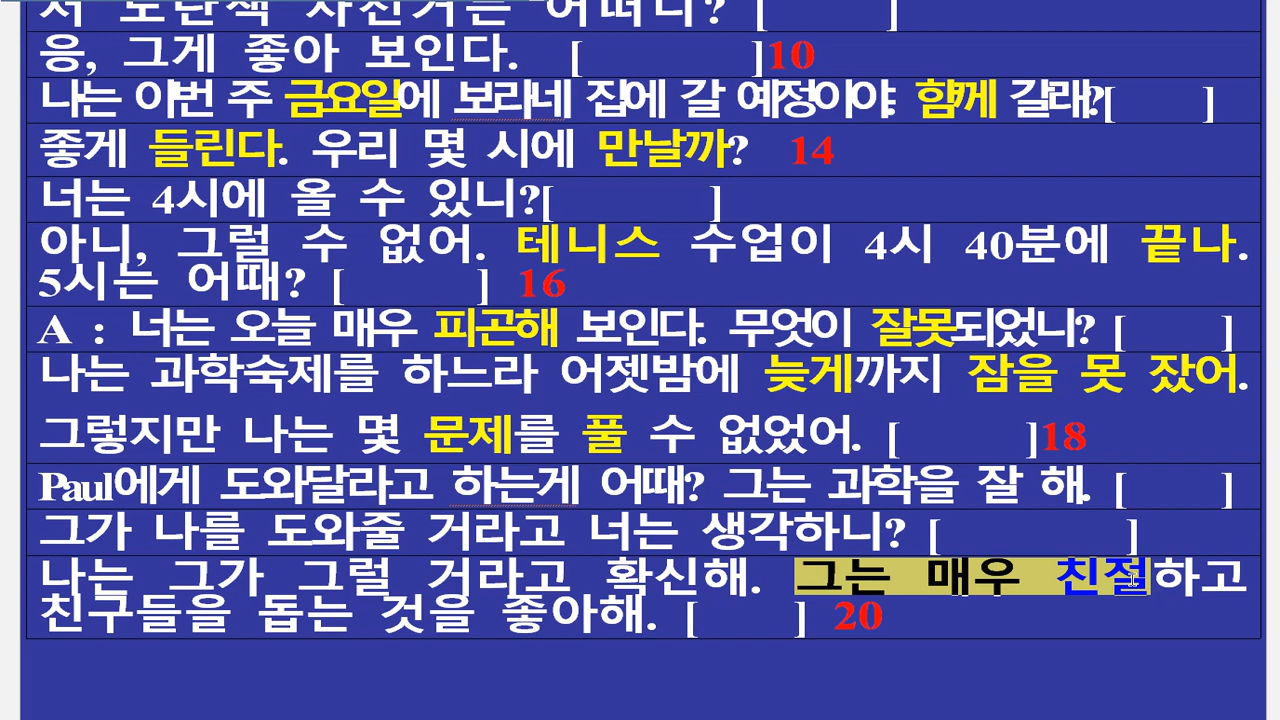 저 노란색 자전거는 어떠니? [ ]
응, 그게 좋아 보인다. [ ]10
나는 이번 주 금요일에 보라네 집에 갈 예정이야. 함께 갈래?[ ]
좋게 들린다. 우리 몇 시에 만날까? 14
너는 4시에 올 수 있니?[ ]
아니, 그럴 수 없어. 테니스 수업이 4시 40분에 끝나.
5시는 어때? [ ] 16
A : 너는 오늘 매우 피곤해 보인다. 무엇이 잘못되었니? [ ]
나는 과학숙제를 하느라 어젯밤에 늦게까지 잠을 못 잤어.
그렇지만 나는 몇 문제를 풀 수 없었어. [ ]18
Paul에게 도와달라고 하는게 어때? 그는 과학을 잘 해. [ ]
그가 나를 도와줄 거라고 너는 생각하니? [ ]
나는 그가 그럴 거라고 확신해. 그는 매우 친절하고
친구들을 돕는 것을 좋아해. [ ] 20